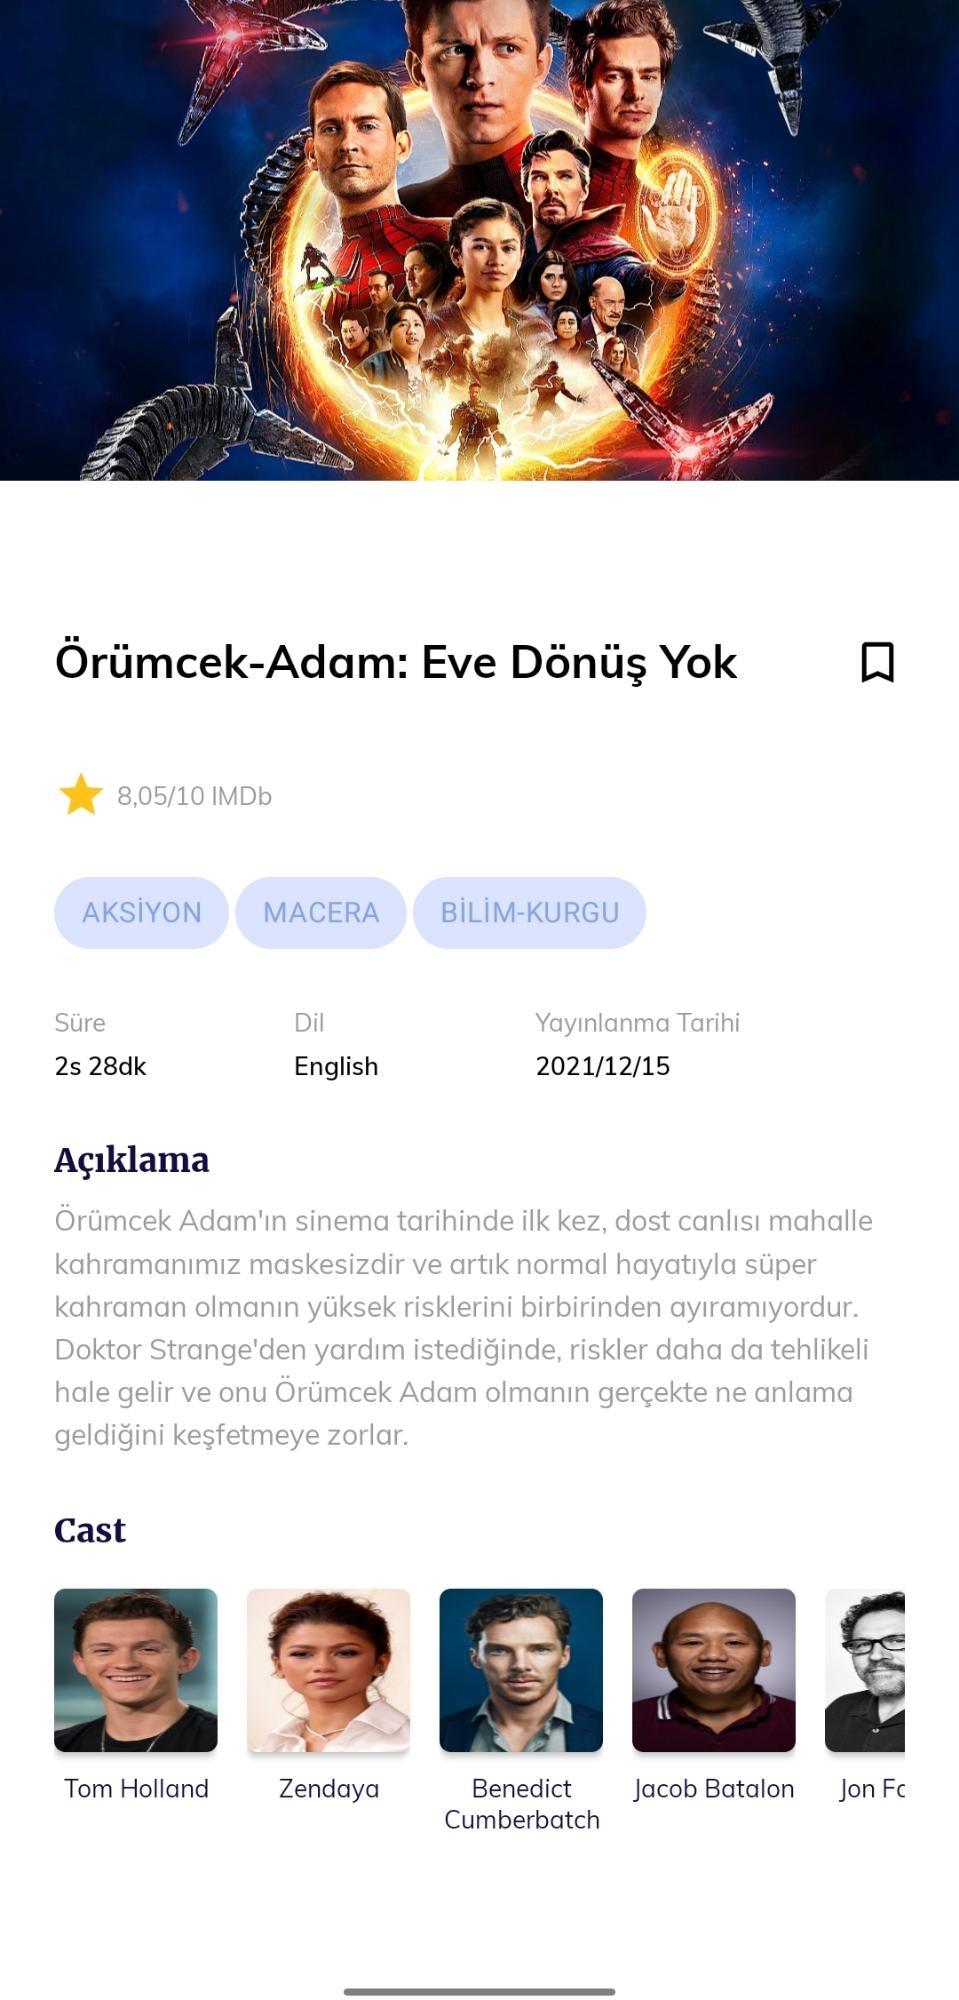 Örümcek-Adam: Eve Dönüş Yok
8,05/10 IMDb
AKSİYON MACERA BİLİM-KURGU
Süre Dil Yayınlanma Tarihi
2s 28dk English 2021/12/15
Açıklama
Örümcek Adam'ın sinema tarihinde ilk kez, dost canlısı mahalle
kahramanımız maskesizdir ve artık normal hayatıyla süper
kahraman olmanın yüksek risklerini birbirinden ayıramıyordur.
Doktor Strange'den yardım istediğinde, riskler daha da tehlikeli
hale gelir ve onu Örümcek Adam olmanın gerçekte ne anlama
geldiğini keşfetmeye zorlar.
Cast
Tom Holland Zendaya Benedict Jacob Batalon Jon
Cumberbatch